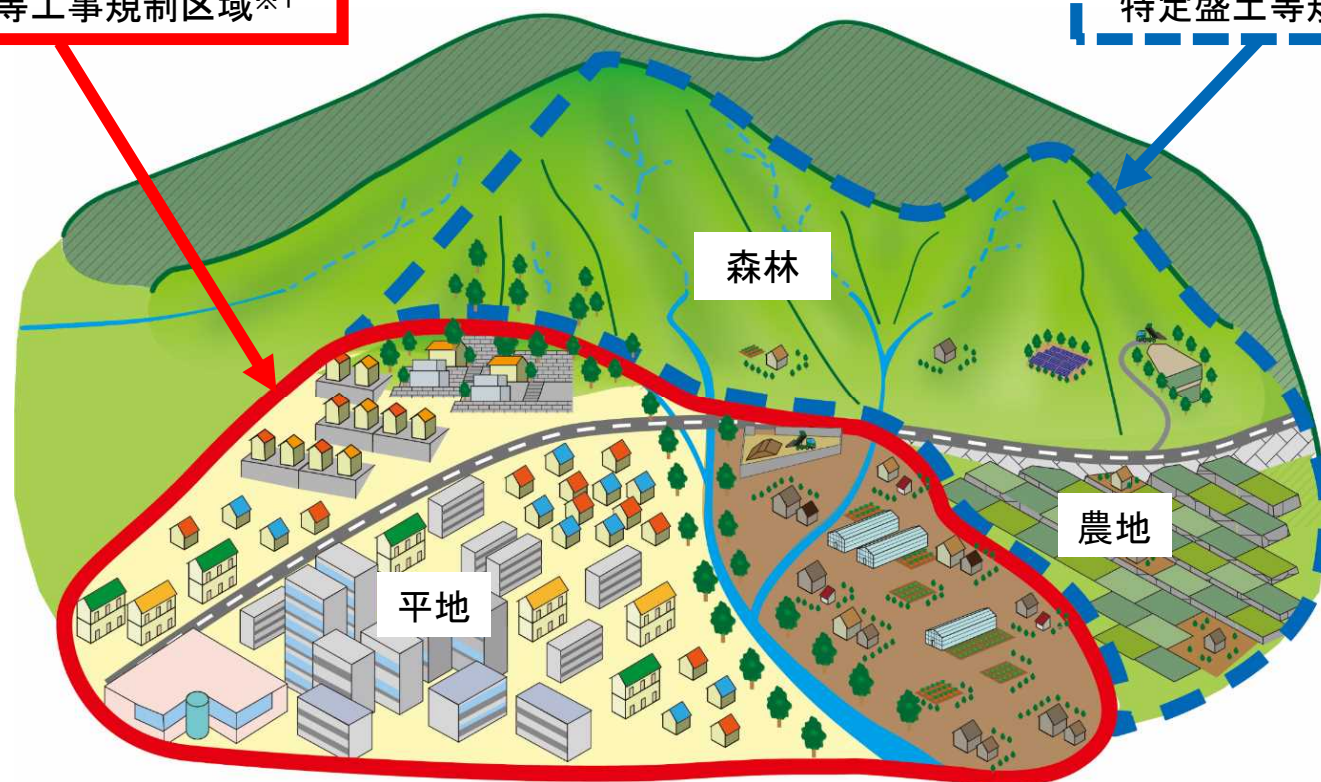 等工事規制区域※1
特定盛土等規
森林
農地
平地